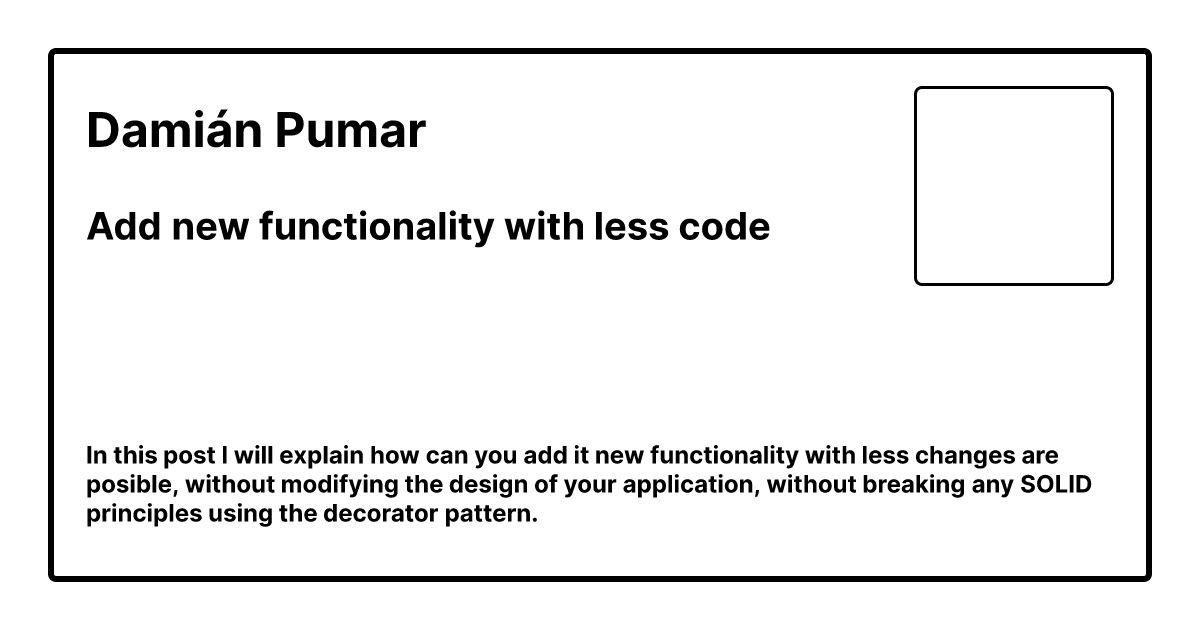 Damián Pumar
Add new functionality with less code
In this post I will explain how can you add it new functionality with less changes are
posible, without modifying the design of your application, without breaking any SOLID
principles using the decorator pattern.